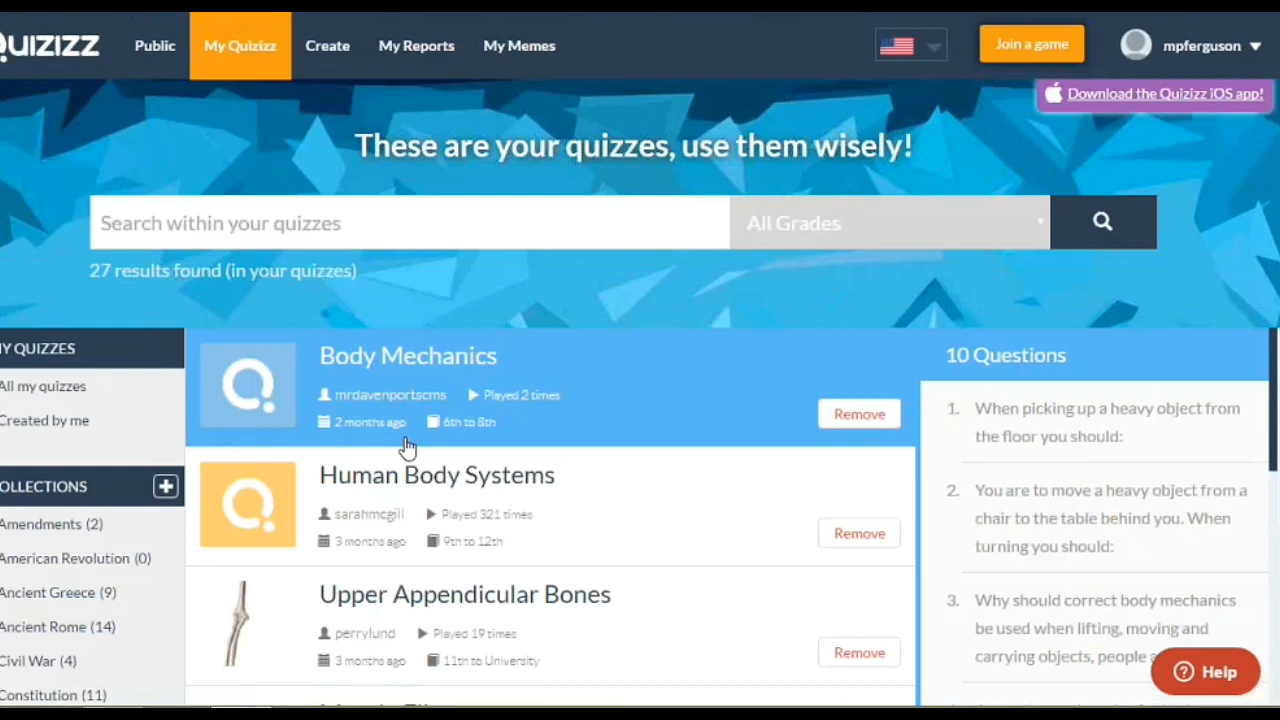 QUIZIZZ
Public
My Quizizz
Create
My Reports
My Memes
Join a game
mpferguson
Download the Quizizz iOS app!
These are your quizzes, use them wisely!
Search within your quizzes
All Grades
27 results found (in your quizzes)
MY QUIZZES
All my quizzes
Created by me
COLLECTIONS
Amendments (2)
American Revolution (0)
Ancient Greece (9)
Ancient Rome (14)
Civil War (4)
Constitution (11)
Body Mechanics
mrdavenportscms Played 2 times
2 months ago 6th to 8th
Remove
Human Body Systems
sarahmcgill Played 321 times
3 months ago 9th to 12th
Remove
Upper Appendicular Bones
perrylund Played 19 times
3 months ago 11th to University
Remove
10 Questions
1. When picking up a heavy object from
the floor you should:
2. You are to move a heavy object from a
chair to the table behind you. When
turning you should:
3. Why should correct body mechanics
be used when lifting, moving and
carrying objects, people
Help